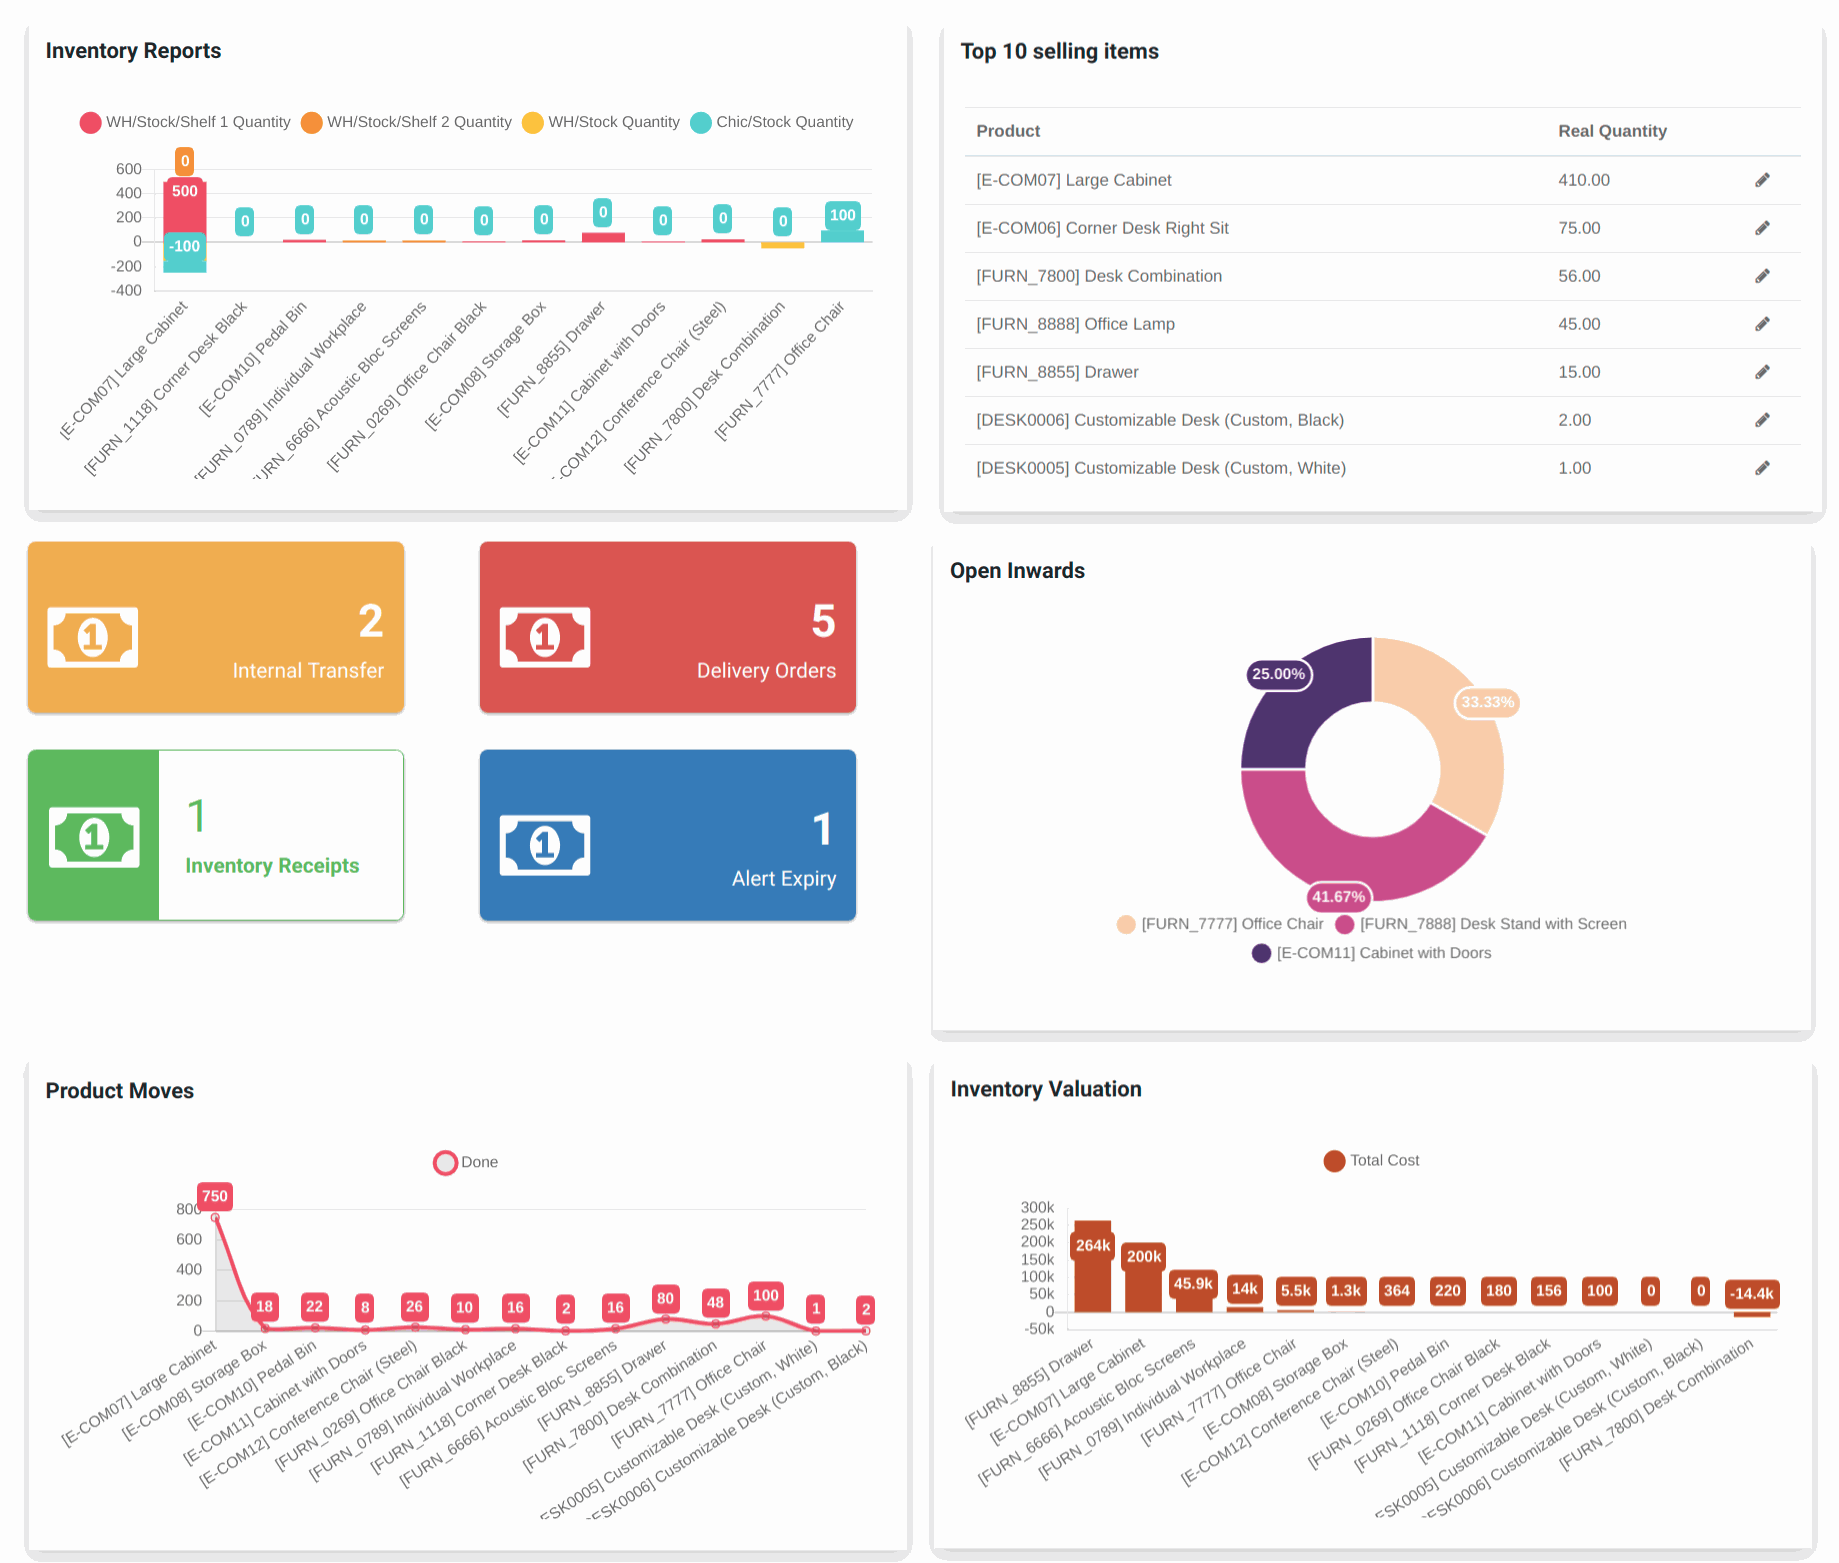 Inventory Reports
WH/Stock/Shelf 1 Quantity WH/Stock/Shelf 2 Quantity WH/Stock Quantity Chic/Stock Quantity
600
400
200
0
-200
-400
0
500
-100
0 0 0 0 0 0 0 0 0 0 100
[E-COM07] Large Cabinet
[FURN_1118] Corner Desk Black
[E-COM10] Pedal Bin
[FURN_0789] Individual Workplace
URN_6666] Acoustic Bloc Screens
[FURN_0269] Office Chair Black
[E-COM08] Storage Box
[FURN_8855] Drawer
[E-COM11] Cabinet with Doors
-COM12] Conference Chair (Steel)
[FURN_7800] Desk Combination
[FURN_7777] Office Chair
Top 10 selling items
Product Real Quantity
[E-COM07] Large Cabinet 410.00
[E-COM06] Corner Desk Right Sit 75.00
[FURN_7800] Desk Combination 56.00
[FURN_8888] Office Lamp 45.00
[FURN_8855] Drawer 15.00
[DESK0006] Customizable Desk (Custom, Black) 2.00
[DESK0005] Customizable Desk (Custom, White) 1.00
2
Internal Transfer
5
Delivery Orders
1
Inventory Receipts
1
Alert Expiry
Open Inwards
25.00%
33.33%
41.67%
[FURN_7777] Office Chair [FURN_7888] Desk Stand with Screen
[E-COM11] Cabinet with Doors
Product Moves
Done
800
600
400
200
0
750 18 22 8 26 10 16 2 16 80 48 100 1 2
[E-COM07] Large Cabinet
[E-COM08] Storage Box
[E-COM10] Pedal Bin
[E-COM11] Cabinet with Doors
[E-COM12] Conference Chair (Steel)
[FURN_0269] Office Chair Black
[FURN_0789] Individual Workplace
[FURN_1118] Corner Desk Black
[FURN_6666] Acoustic Bloc Screens
[FURN_8855] Drawer
[FURN_7800] Desk Combination
[FURN_7777] Office Chair
ESK0005] Customizable Desk (Custom, White)
ESK0006] Customizable Desk (Custom, Black)
Inventory Valuation
Total Cost
300k
250k
200k
150k
100k
50k
0
-50k
264k 200k 45.9k 14k 5.5k 1.3k 364 220 180 156 100 0 0 -14.4k
[FURN_8855] Drawer
[E-COM07] Large Cabinet
[FURN_6666] Acoustic Bloc Screens
[FURN_0789] Individual Workplace
[FURN_7777] Office Chair
[E-COM08] Storage Box
[E-COM12] Conference Chair (Steel)
[E-COM10] Pedal Bin
[FURN_0269] Office Chair Black
[FURN_1118] Corner Desk Black
[E-COM11] Cabinet with Doors
ESK0005] Customizable Desk (Custom, White)
ESK0006] Customizable Desk (Custom, Black)
[FURN_7800] Desk Combination